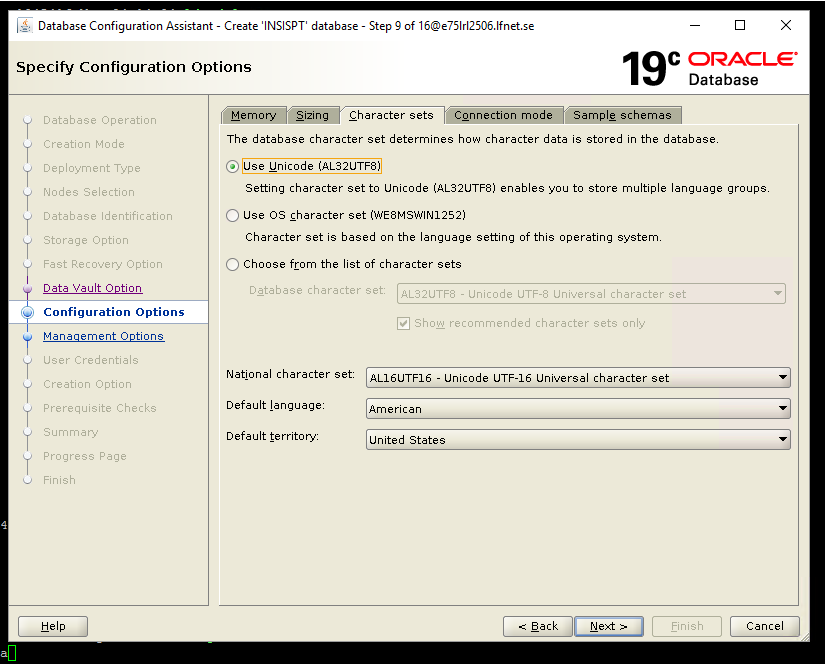 Database Configuration Assistant - Create 'INSISPT' database - Step 9 of 16@e75lrl2506.lfnet.se
Specify Configuration Options
19c ORACLE
Database
Database Operation
Creation Mode
Deployment Type
Nodes Selection
Database Identification
Storage Option
Fast Recovery Option
Data Vault Option
Configuration Options
Management Options
User Credentials
Creation Option
Prerequisite Checks
Summary
Progress Page
Finish
Memory Sizing Character sets Connection mode Sample schemas
The database character set determines how character data is stored in the database.
Use Unicode (AL32UTF8)
Setting character set to Unicode (AL32UTF8) enables you to store multiple language groups.
Use OS character set (WE8MSWIN1252)
Character set is based on the language setting of this operating system.
Choose from the list of character sets
Database character set: AL32UTF8 - Unicode UTF-8 Universal character set
Show recommended character sets only
National character set: AL16UTF16 - Unicode UTF-16 Universal character set
Default language: American
Default territory: United States
4
Help < Back Next > Finish Cancel
a